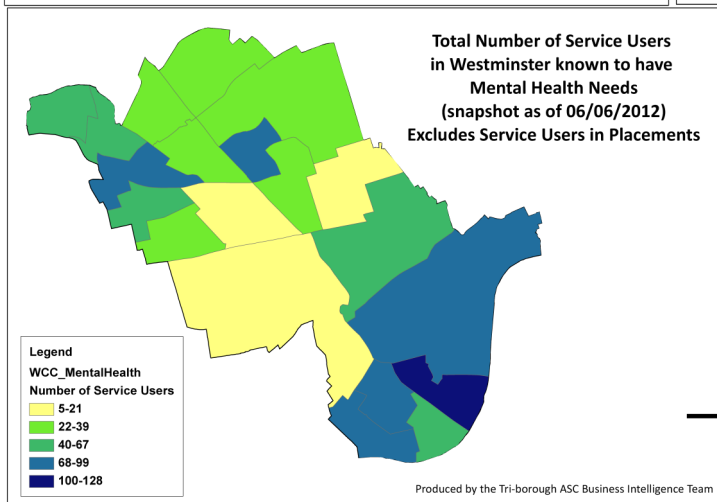 Total Number of Service Users
in Westminster known to have
Mental Health Needs
(snapshot as of 06/06/2012)
Excludes Service Users in Placements
Legend
WCC_MentalHealth
Number of Service Users
5-21
22-39
40-67
68-99
100-128
Produced by the Tri-borough ASC Business Intelligence Team